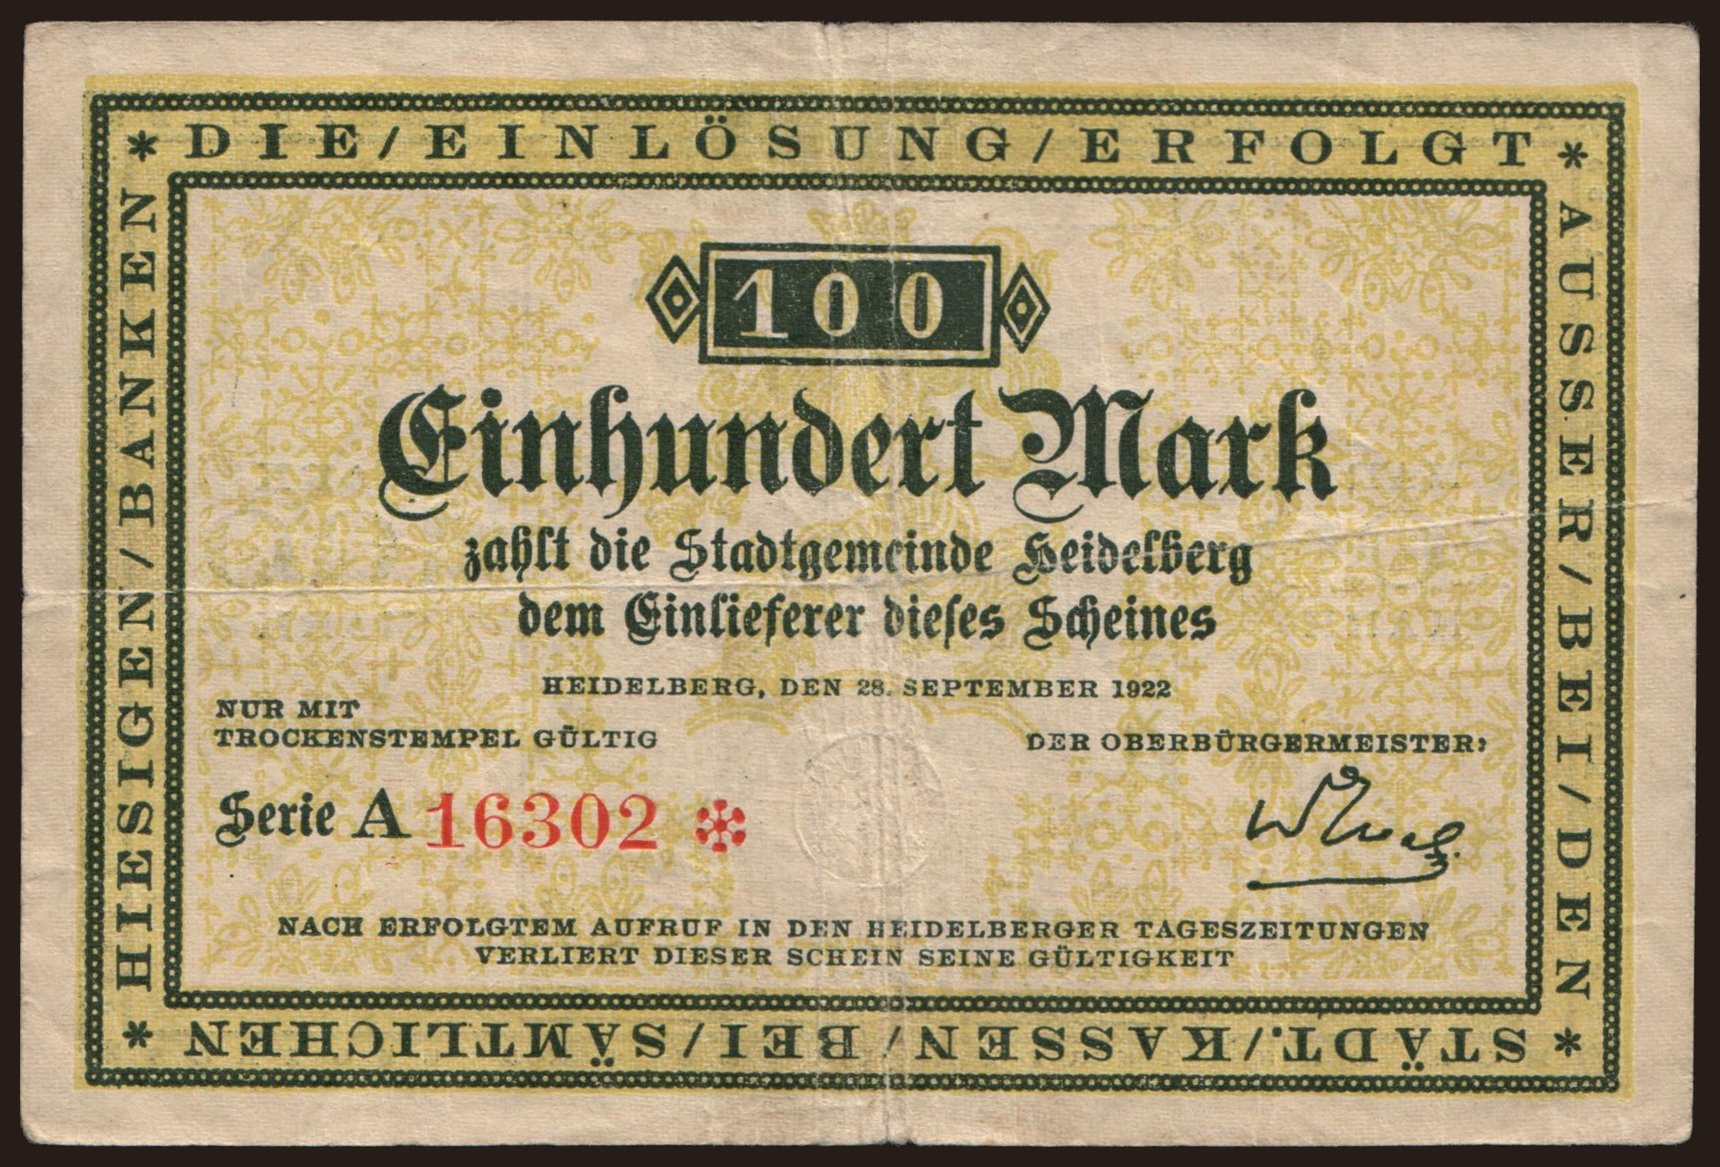 * DIE / EINLÖSUNG / ERFOLGT *
AUSSER / BEI / DEN *
STÄDT. / KASSEN / BEI / SÄMTLICHEN *
HIESIGEN / BANKEN
100
Einhundert Mark
zahlt die Stadtgemeinde Heidelberg
dem Einlieferer dieses Scheines
HEIDELBERG, DEN 28. SEPTEMBER 1922
NUR MIT
TROCKENSTEMPEL GÜLTIG
DER OBERBÜRGERMEISTER:
Serie A 16302 *
NACH ERFOLGTEM AUFRUF IN DEN HEIDELBERGER TAGESZEITUNGEN
VERLIERT DIESER SCHEIN SEINE GÜLTIGKEIT